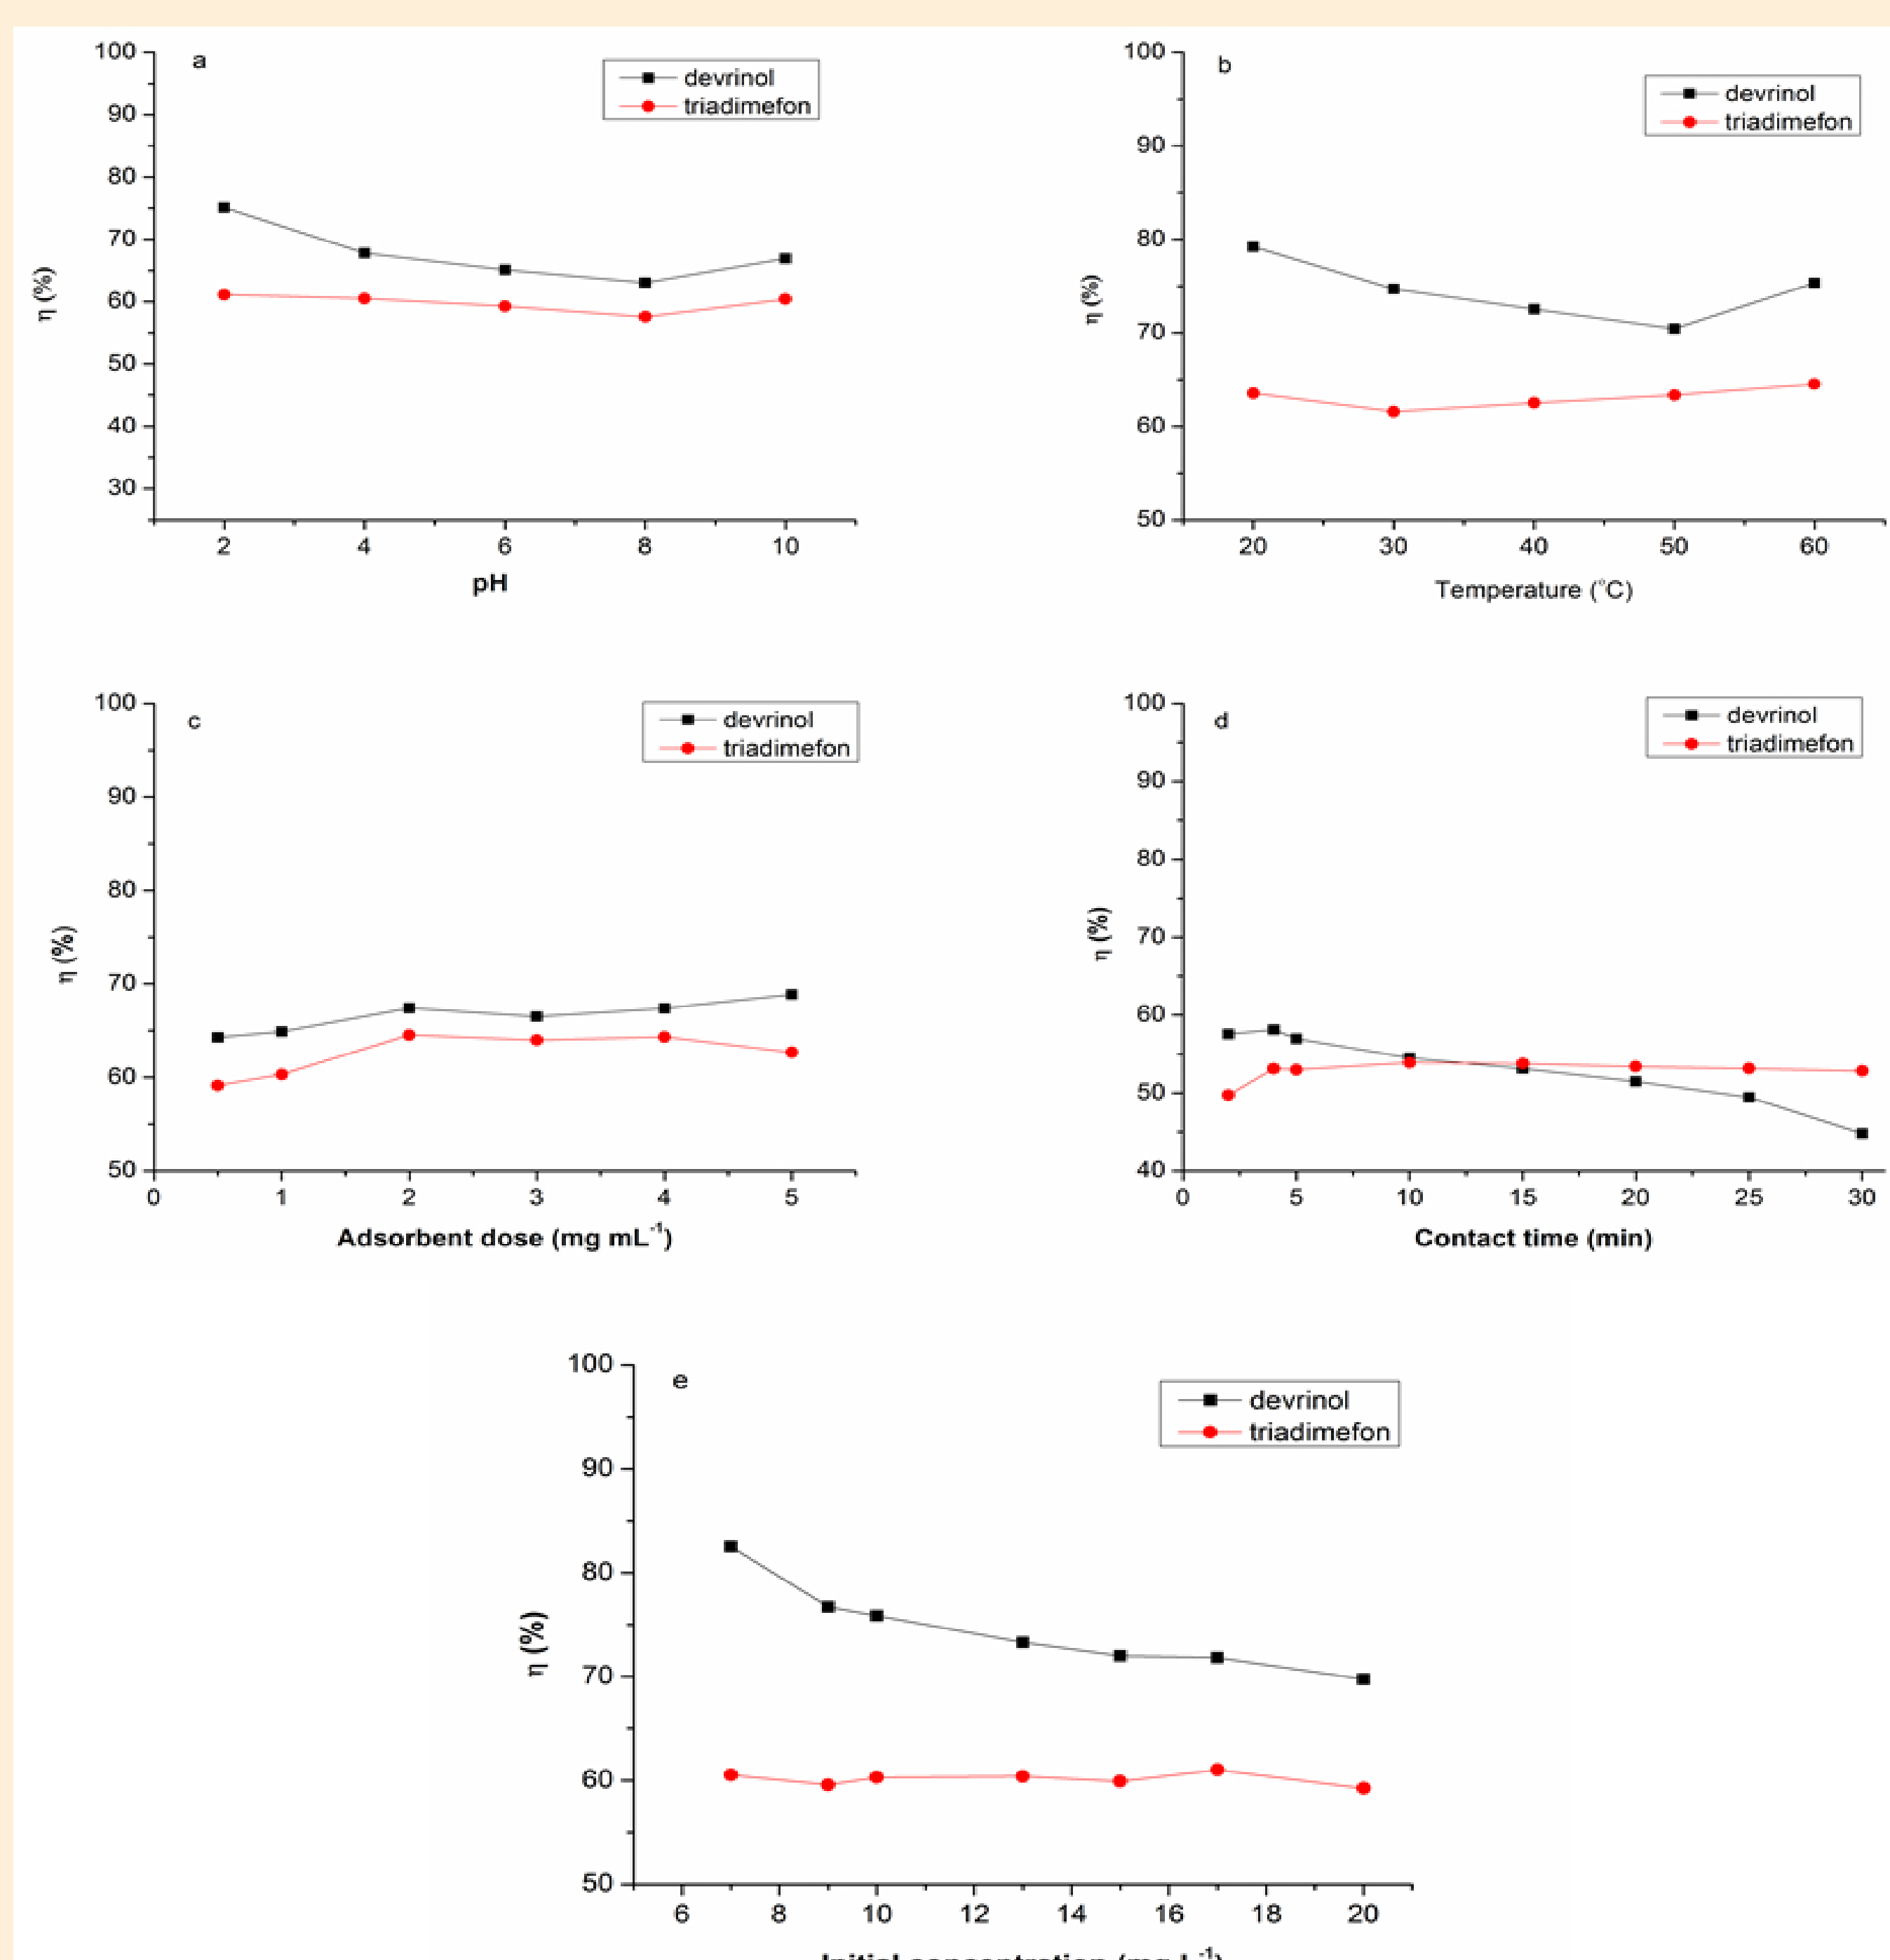 a
devrinol
triadimefon
100
90
80
70
60
50
40
30
η (%)
2 4 6 8 10
pH
b
devrinol
triadimefon
100
90
80
70
60
50
η (%)
20 30 40 50 60
Temperature (°C)
c
devrinol
triadimefon
100
90
80
70
60
50
η (%)
0 1 2 3 4 5
Adsorbent dose (mg mL⁻¹)
d
devrinol
triadimefon
100
90
80
70
60
50
40
η (%)
0 5 10 15 20 25 30
Contact time (min)
e
devrinol
triadimefon
100
90
80
70
60
50
η (%)
6 8 10 12 14 16 18 20
Initial concentration (mg L⁻¹)